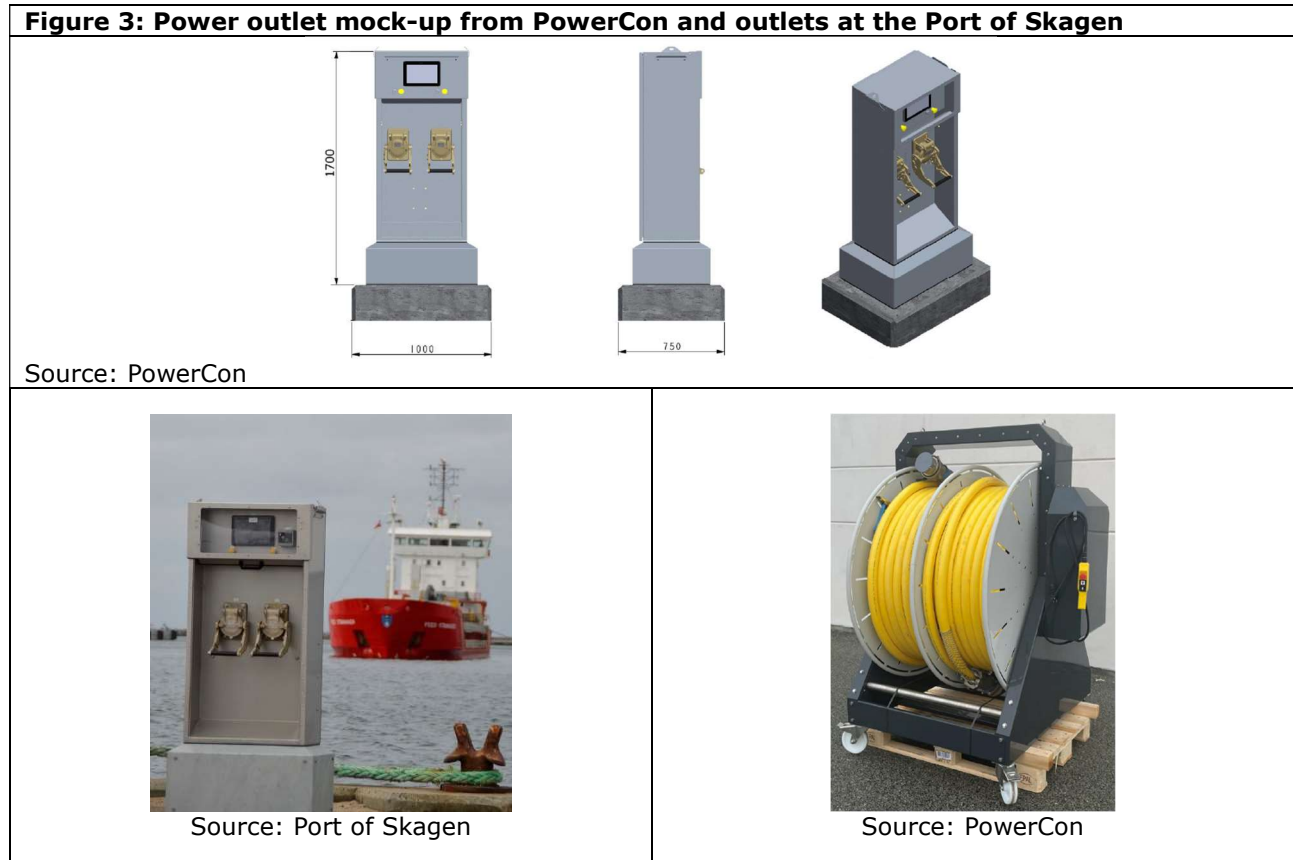 Figure 3: Power outlet mock-up from PowerCon and outlets at the Port of Skagen
1700
1000
750
Source: PowerCon
Source: Port of Skagen
Source: PowerCon